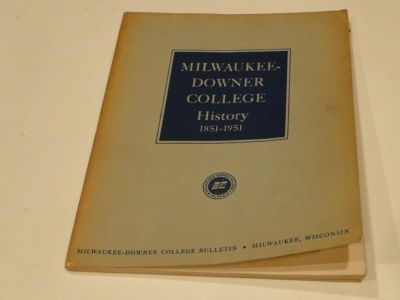 MILWAUKEE-
DOWNER
COLLEGE
History
1851-1951
MILWAUKEE-DOWNER COLLEGE BULLETIN • MILWAUKEE, WISCONSIN